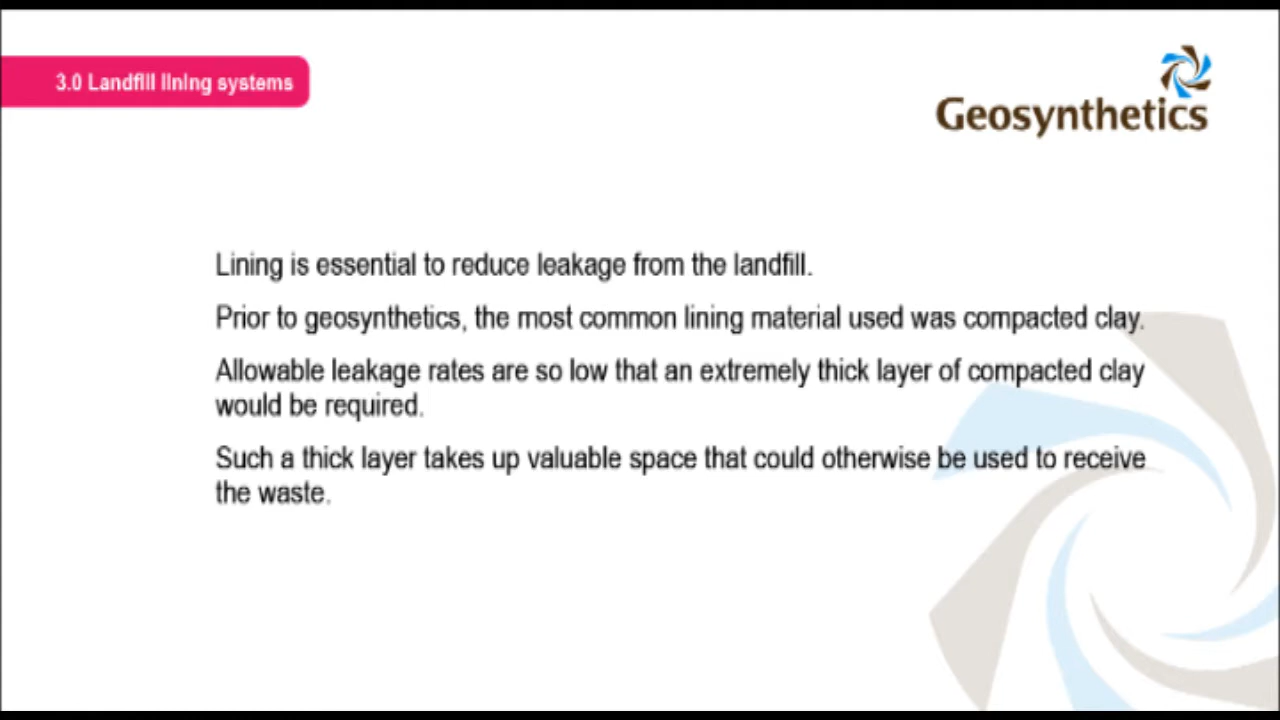 3.0 Landfill lining systems
Geosynthetics
Lining is essential to reduce leakage from the landfill.
Prior to geosynthetics, the most common lining material used was compacted clay.
Allowable leakage rates are so low that an extremely thick layer of compacted clay
would be required.
Such a thick layer takes up valuable space that could otherwise be used to receive
the waste.